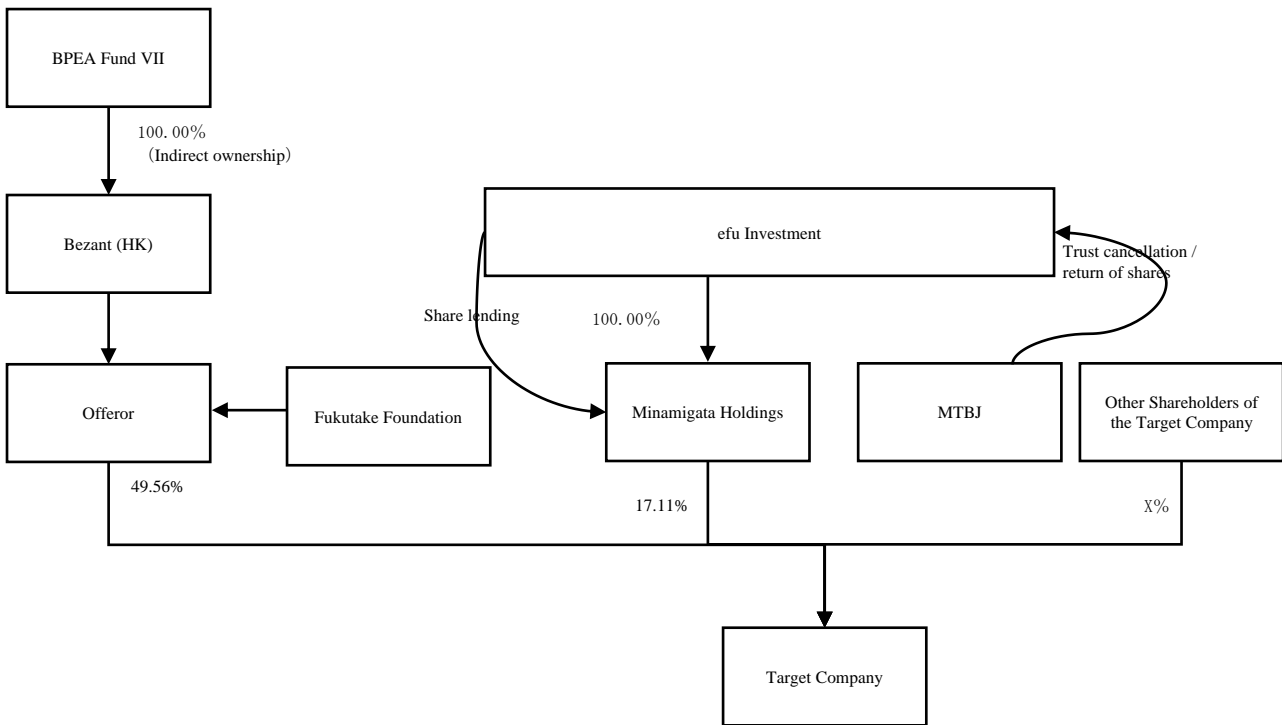 BPEA Fund VII
100.00%
（Indirect ownership）
Bezant (HK)
efu Investment
Trust cancellation /
return of shares
Share lending
100.00%
Offeror
Fukutake Foundation
Minamigata Holdings
MTBJ
Other Shareholders of
the Target Company
49.56%
17.11%
X%
Target Company